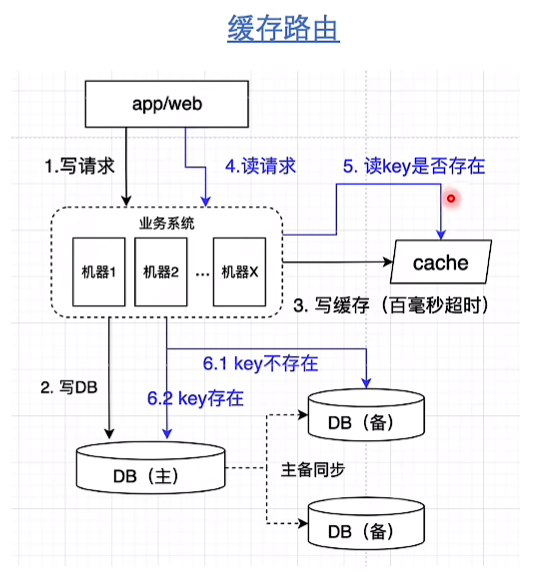 缓存路由
app/web
1.写请求
4.读请求
5. 读key是否存在
业务系统
机器1
机器2
...
机器X
cache
3. 写缓存（百毫秒超时）
6.1 key不存在
2. 写DB
6.2 key存在
DB（备）
DB（主）
主备同步
DB（备）